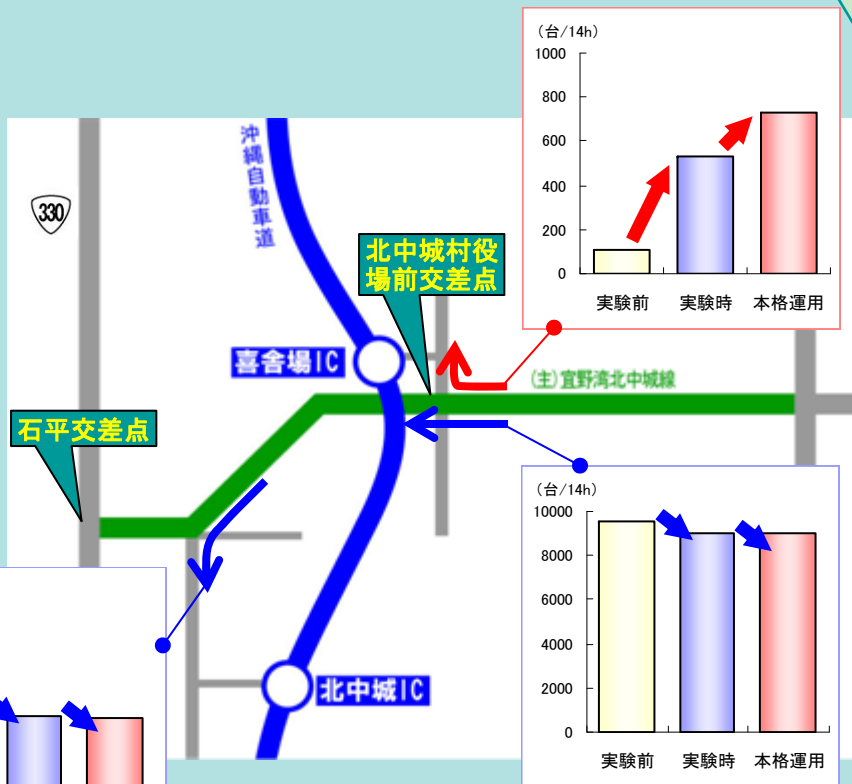 (台/14h)
1000
800
600
400
200
0
実験前 実験時 本格運用
沖縄自動車道
330
北中城村役
場前交差点
喜舎場IC
(主)宜野湾北中城線
石平交差点
(台/14h)
10000
8000
6000
4000
2000
0
実験前 実験時 本格運用
北中城IC